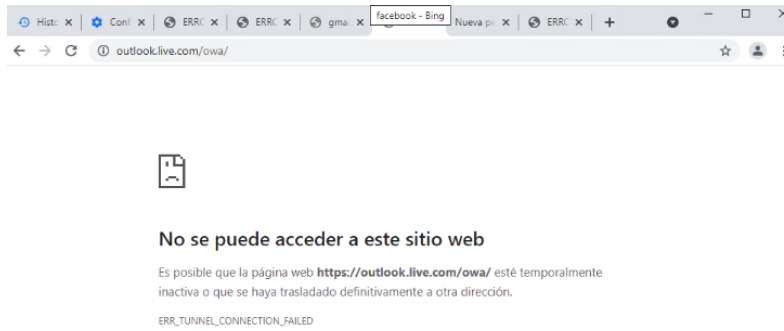 facebook - Bing
Histo
Conf
ERRC
ERRC
gmai
Nueva pe
ERRC
outlook.live.com/owa/
No se puede acceder a este sitio web
Es posible que la página web https://outlook.live.com/owa/ esté temporalmente
inactiva o que se haya trasladado definitivamente a otra dirección.
ERR_TUNNEL_CONNECTION_FAILED